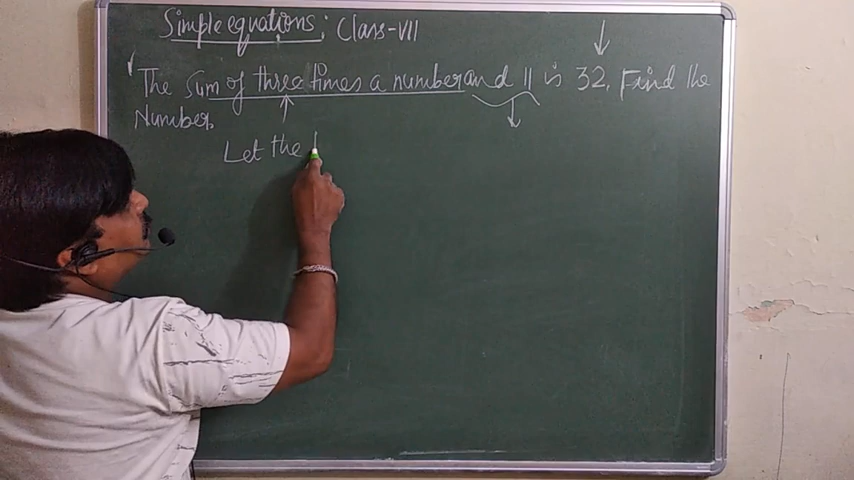 Simple equations: Class-VII
The Sum of three times a number and 11 is 32. Find the
Number.
Let the